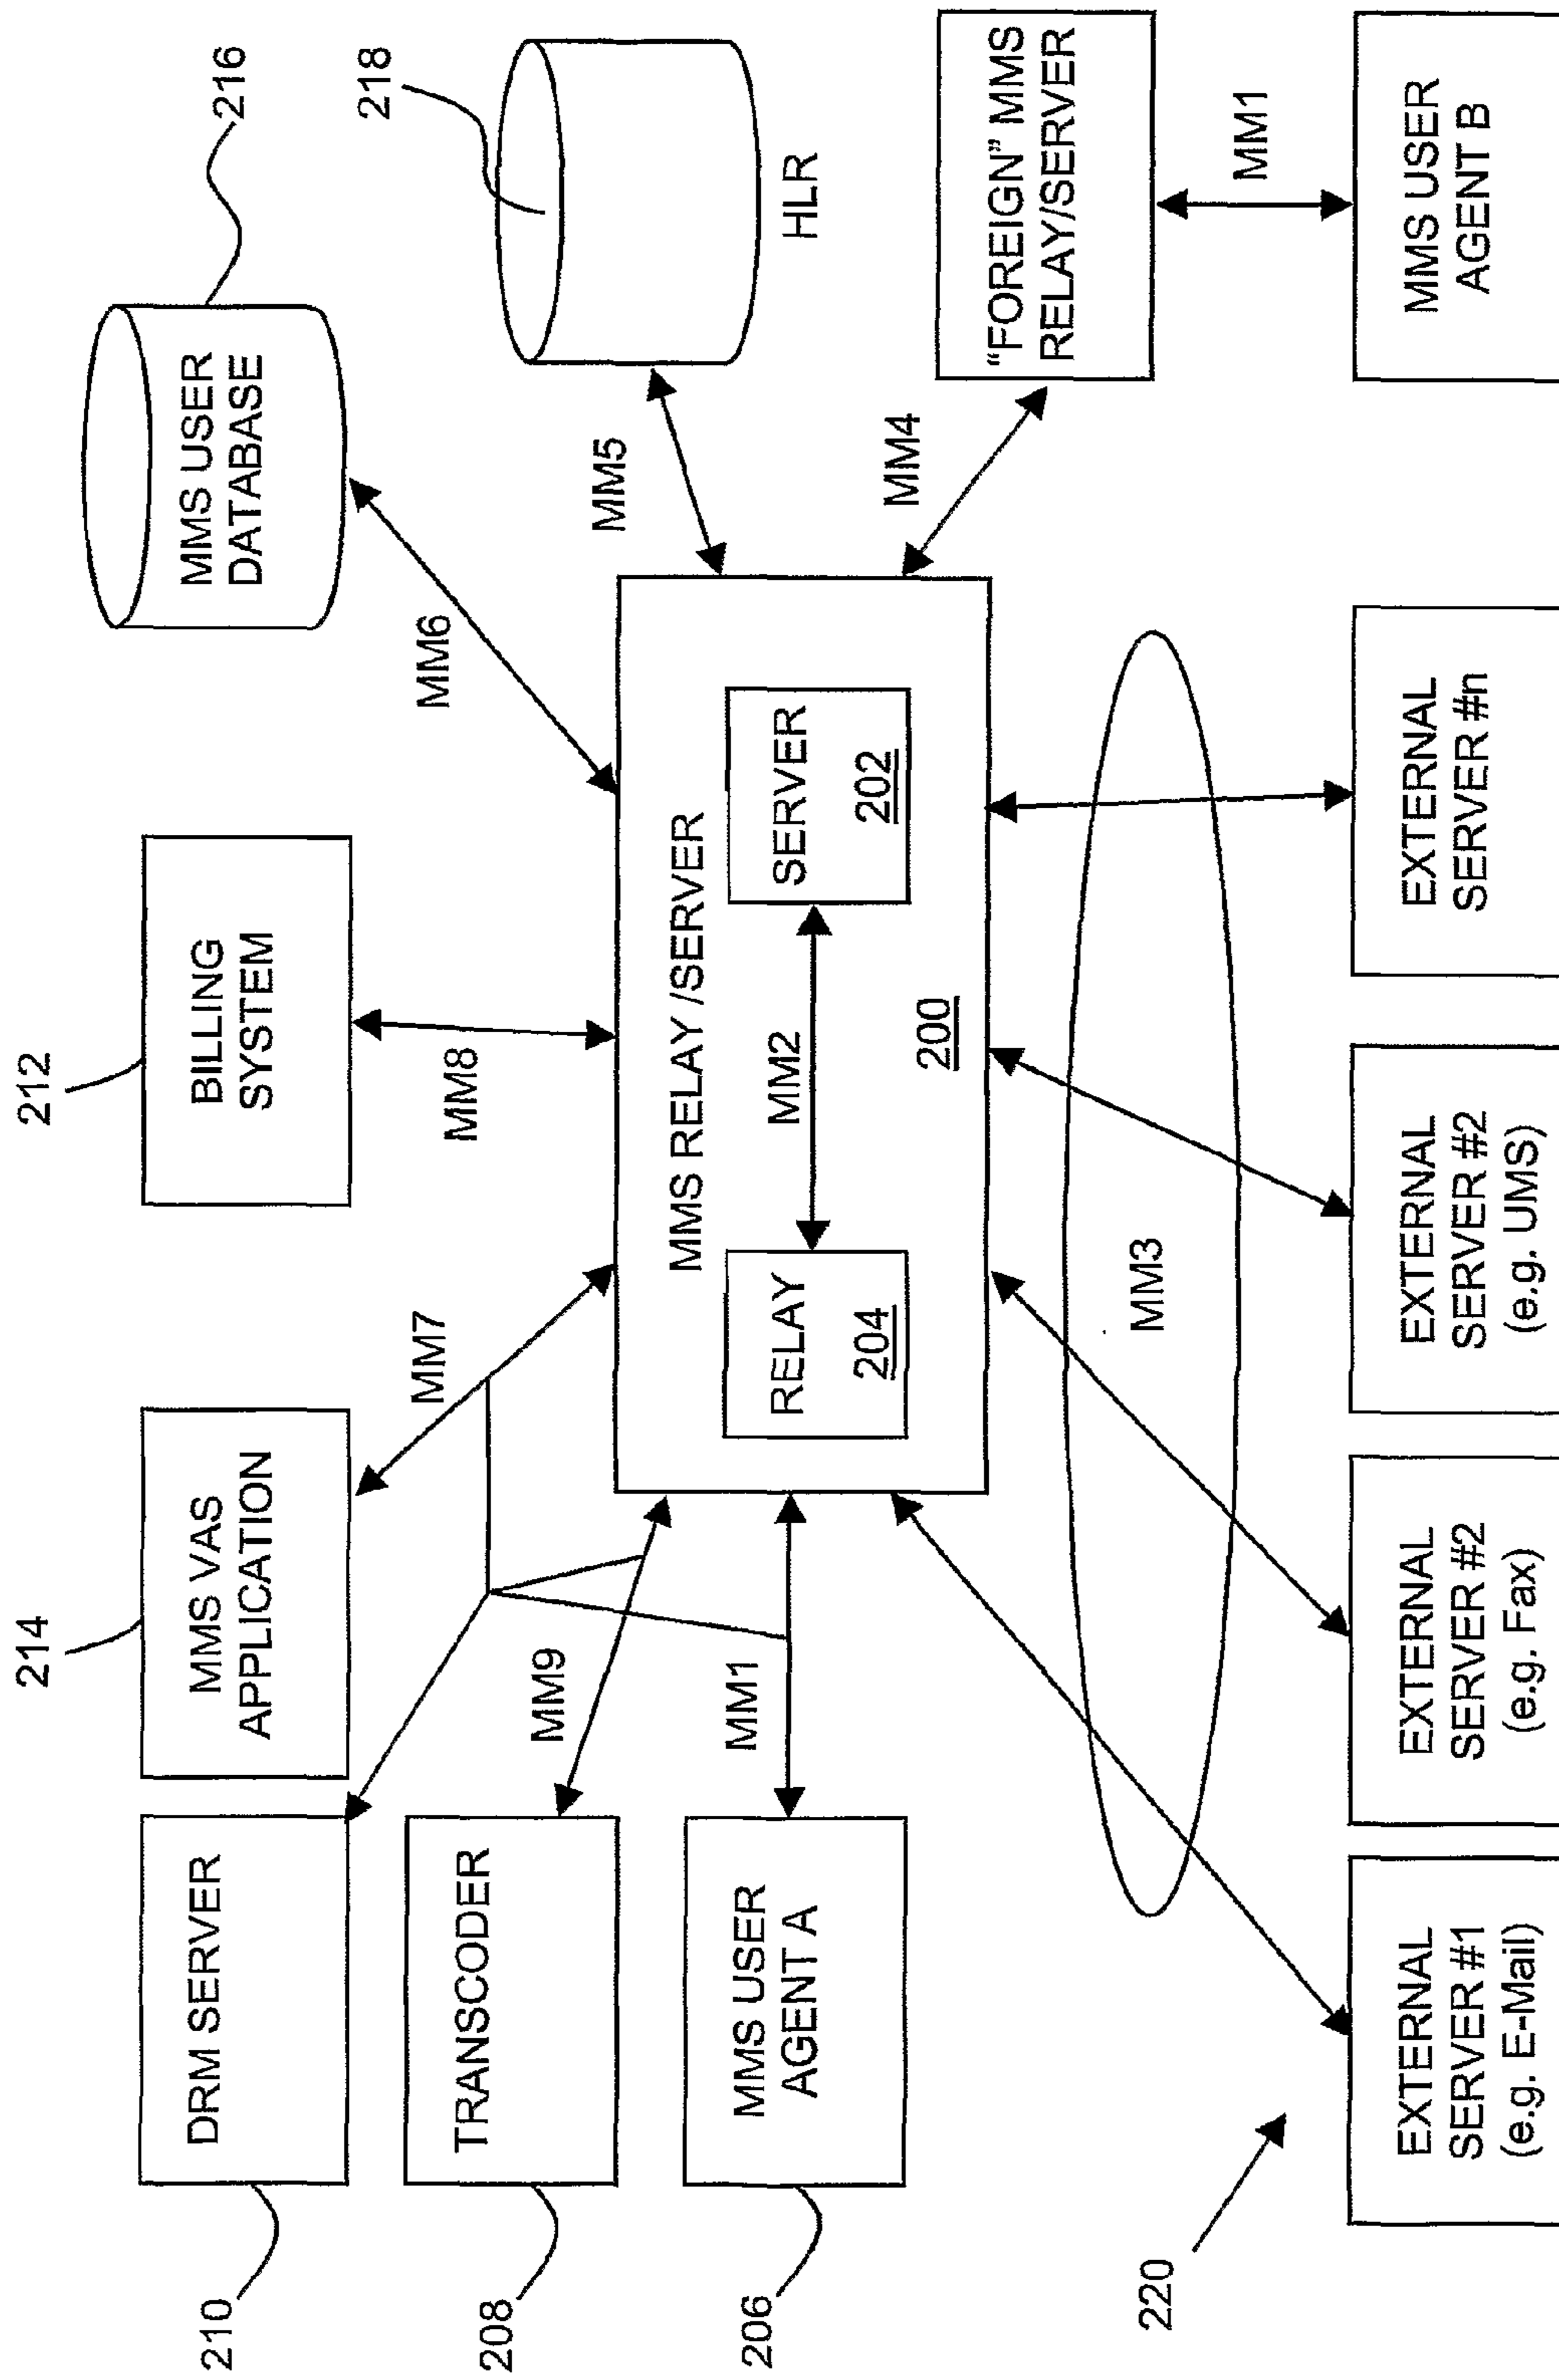 210
DRM SERVER
214
MMS VAS
APPLICATION
212
BILLING
SYSTEM
MMS USER
DATABASE
216
208
TRANSCODER
MM9
MM7
MM8
MM6
MM5
218
HLR
206
MMS USER
AGENT A
MM1
MMS RELAY /SERVER
RELAY
204
MM2
SERVER
202
200
MM4
"FOREIGN" MMS
RELAY/SERVER
MM1
MMS USER
AGENT B
MM3
220
EXTERNAL
SERVER #1
(e.g. E-Mail)
EXTERNAL
SERVER #2
(e.g. Fax)
EXTERNAL
SERVER #2
(e.g. UMS)
EXTERNAL
SERVER #n